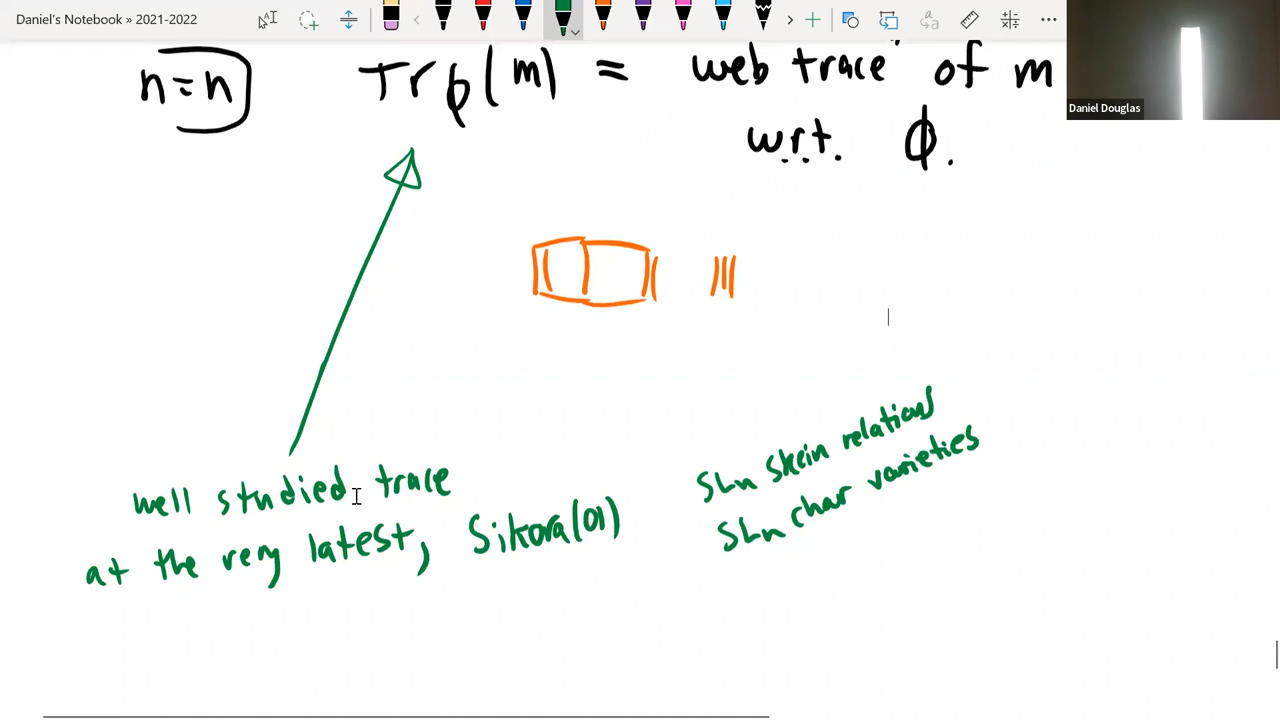 Daniel's Notebook » 2021-2022
Daniel Douglas
n=n Trϕ(m) = web trace of m
w.r.t. ϕ.
well studied trace
at the very latest, Sikora(01)
SLn skein relations
SLn char varieties